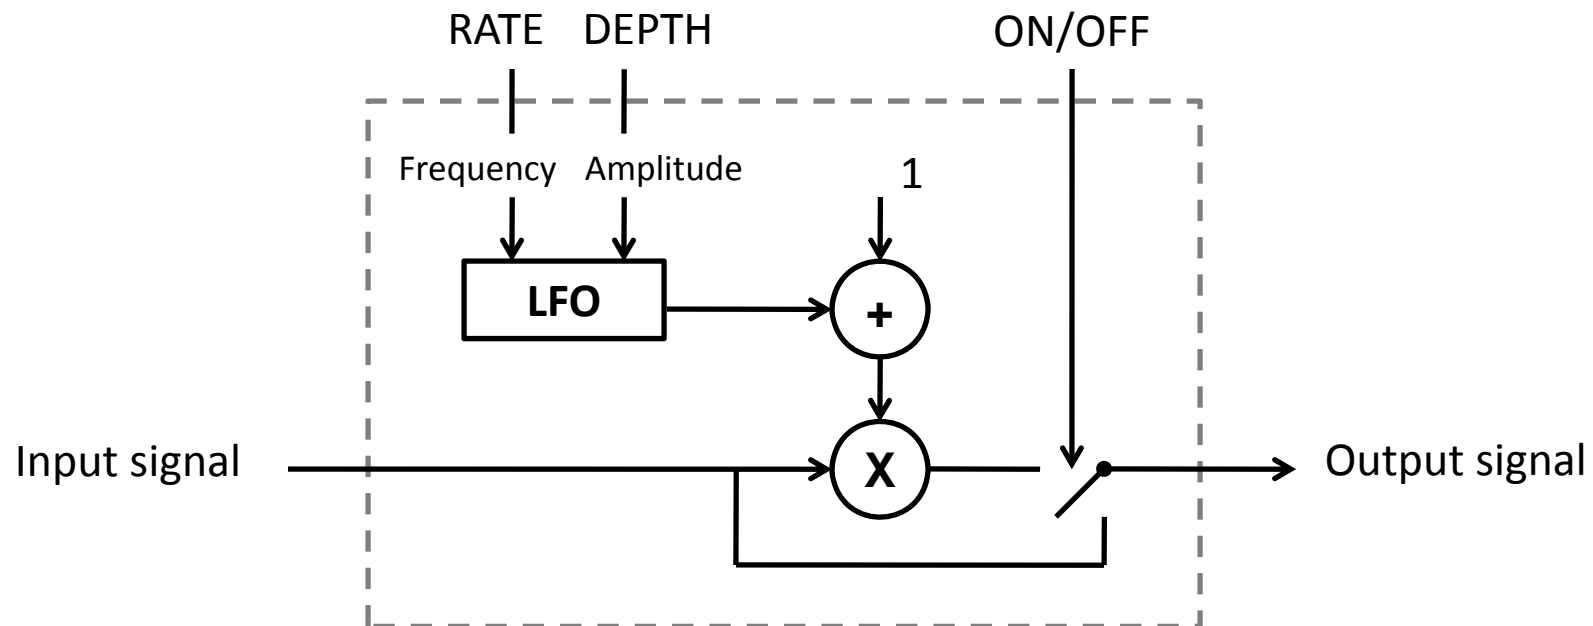 RATE DEPTH ON/OFF
Frequency Amplitude 1
LFO +
Input signal X Output signal